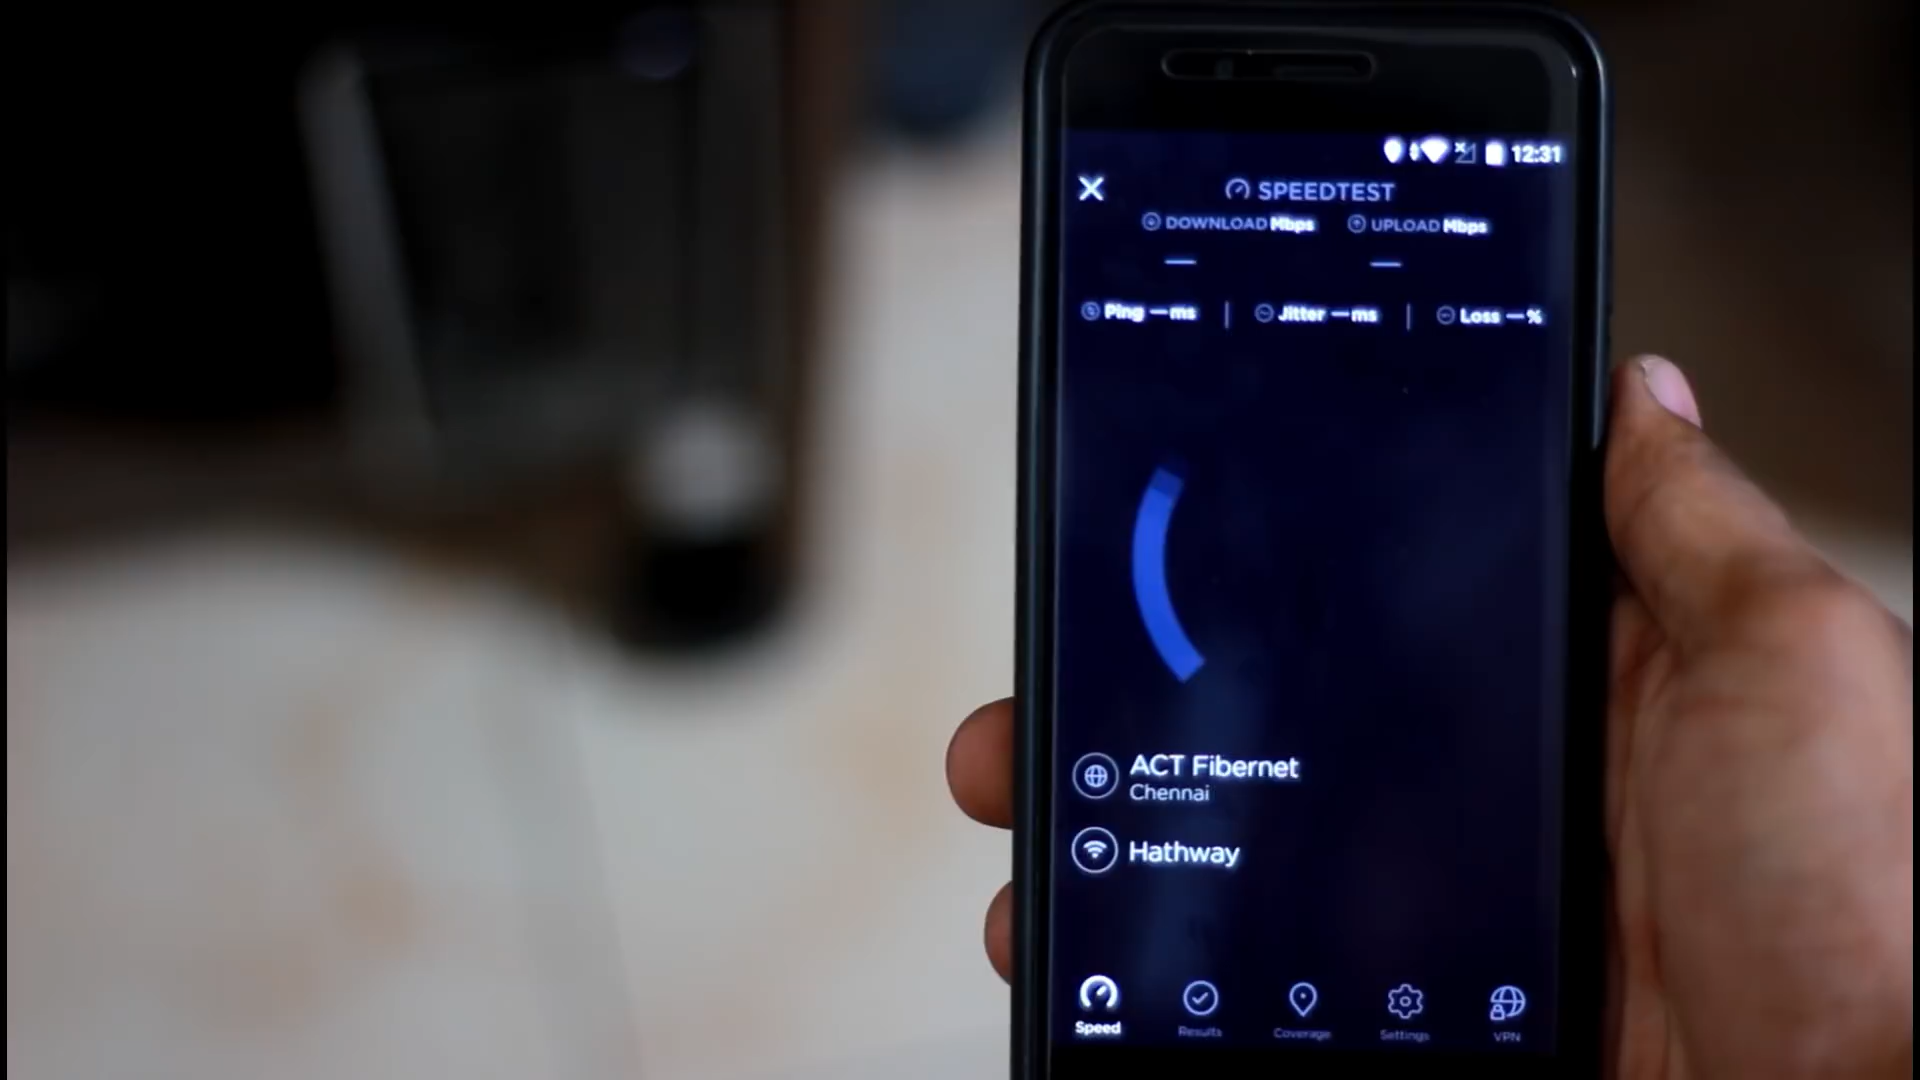 12:31
SPEEDTEST
DOWNLOAD Mbps UPLOAD Mbps
— —
Ping — ms | Jitter — ms | Loss — %
ACT Fibernet
Chennai
Hathway
Speed Results Coverage Settings VPN